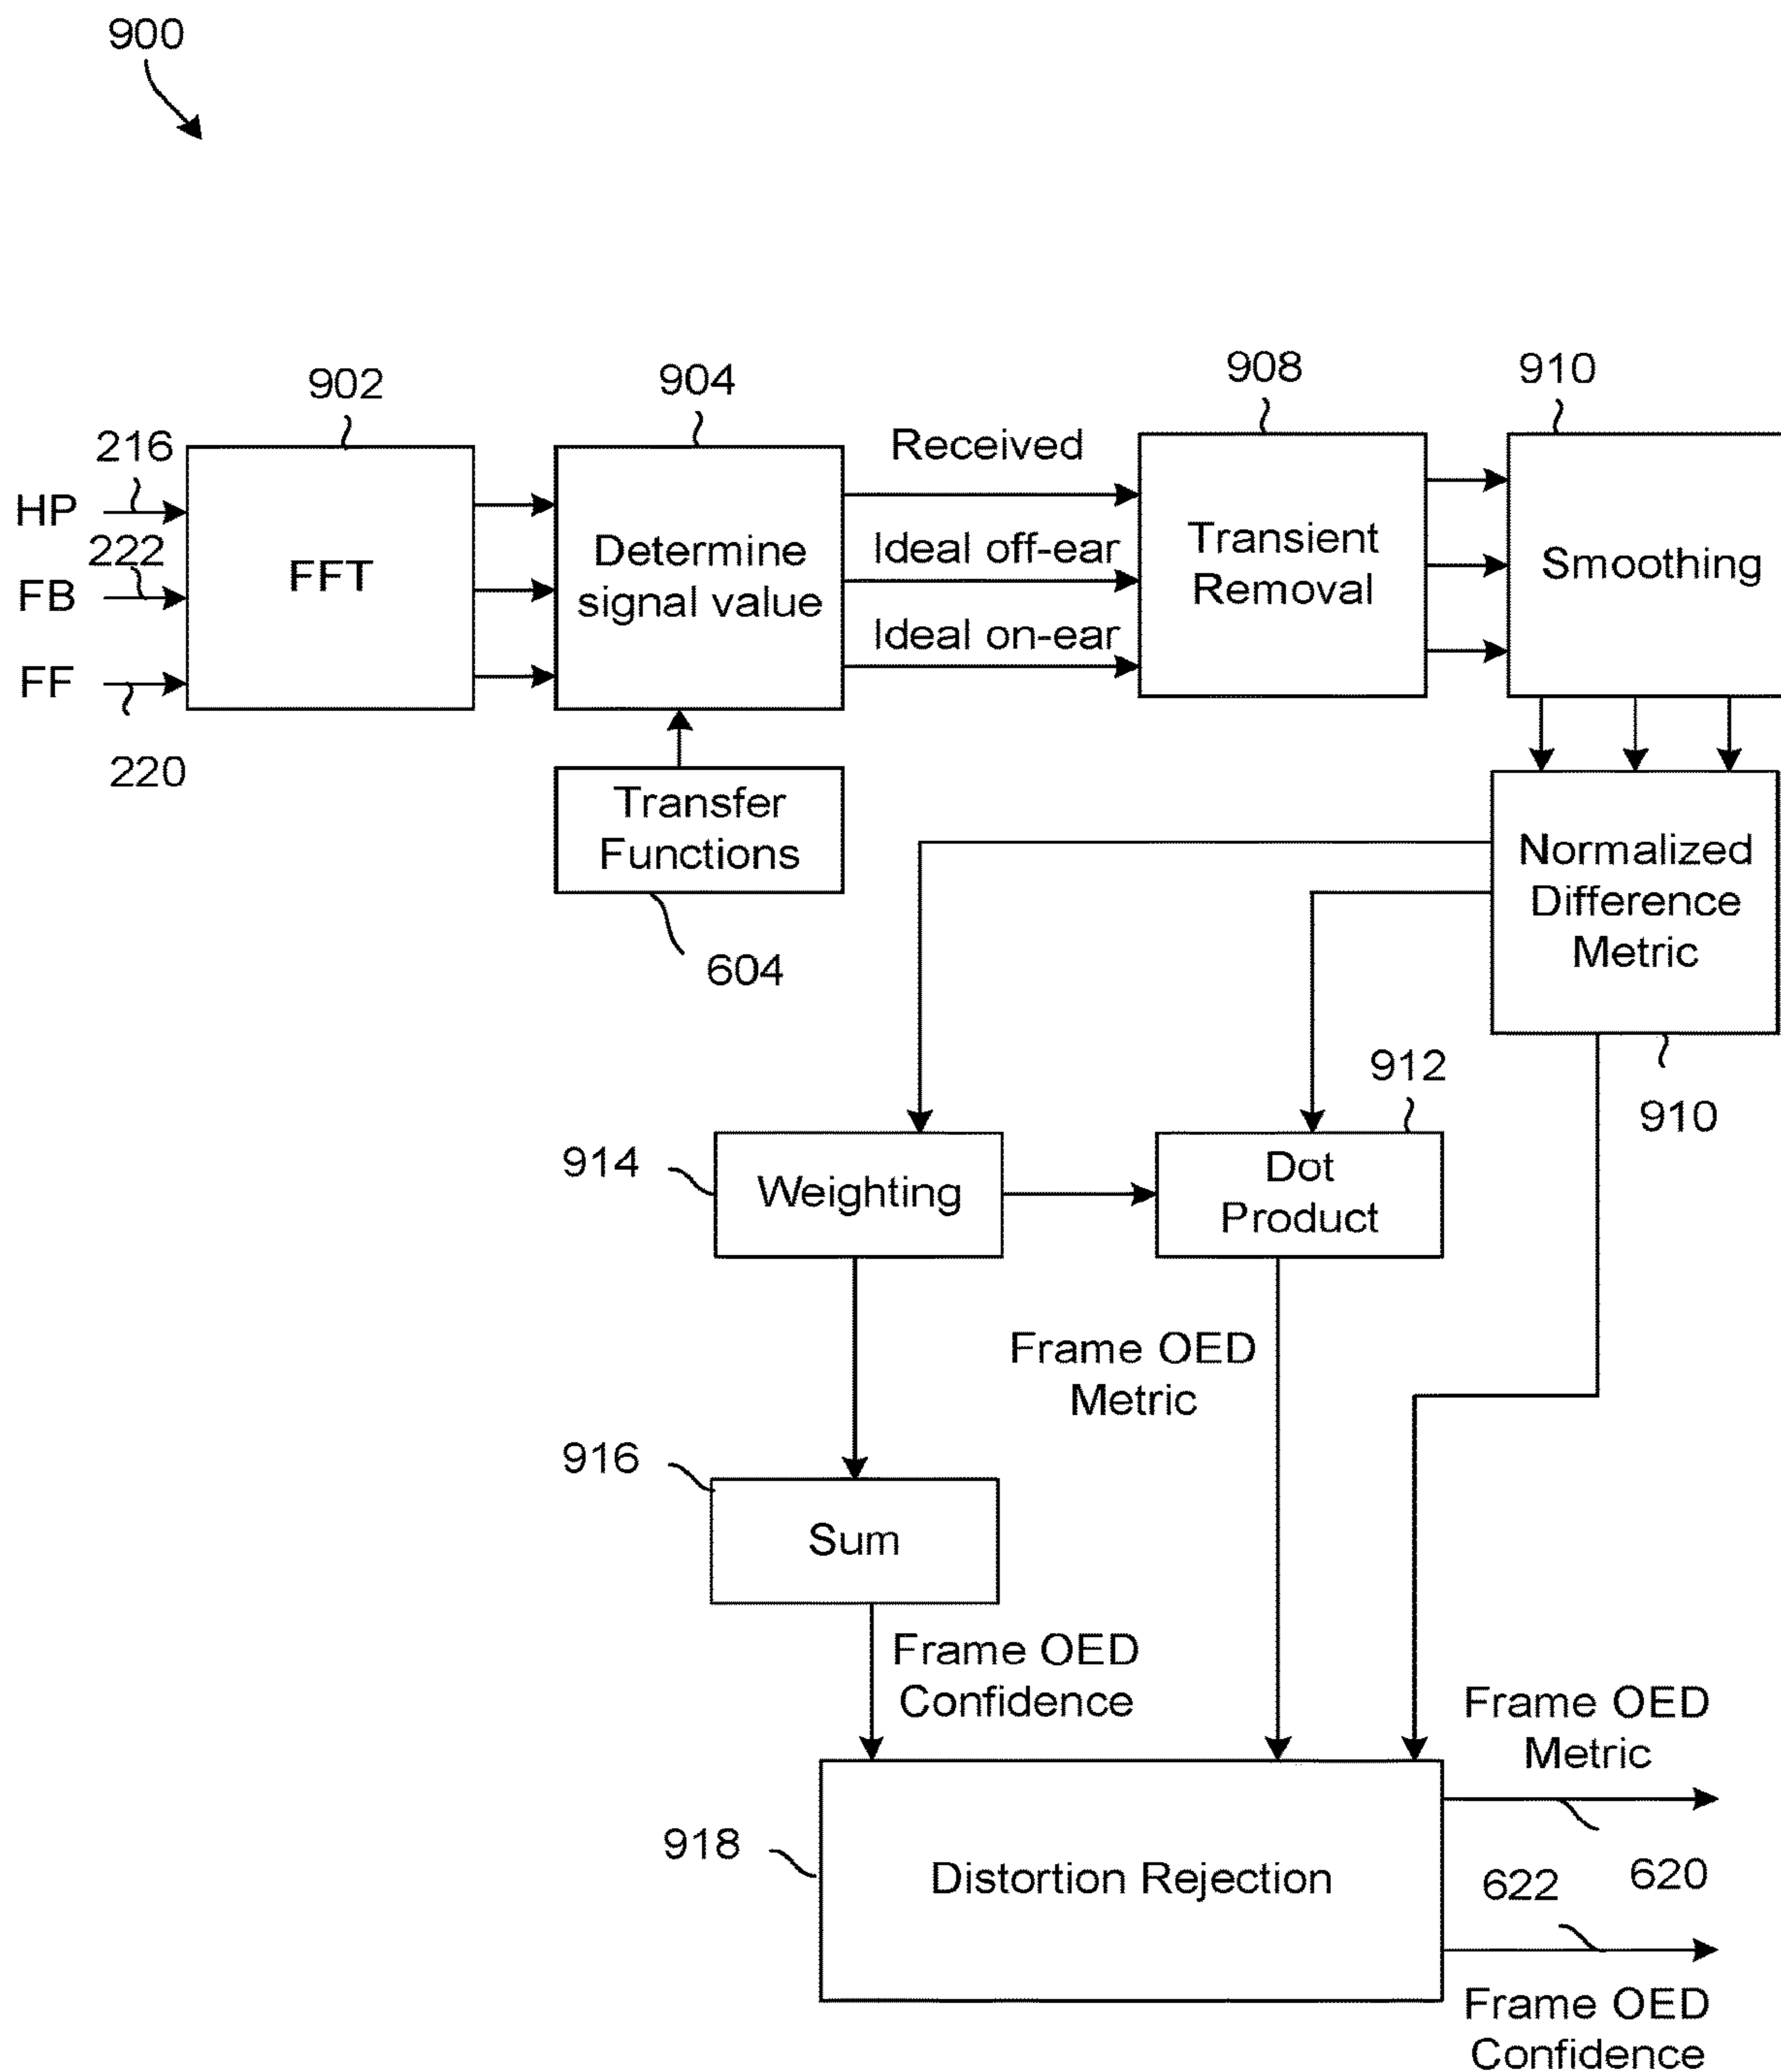 900
902
904
908
910
216
HP
222
FB
FF
220
FFT
Determine
signal value
Received
Ideal off-ear
Ideal on-ear
Transient
Removal
Smoothing
Transfer
Functions
604
Normalized
Difference
Metric
910
912
914
Weighting
Dot
Product
Frame OED
Metric
916
Sum
Frame OED
Confidence
Frame OED
Metric
918
Distortion Rejection
620
622
Frame OED
Confidence